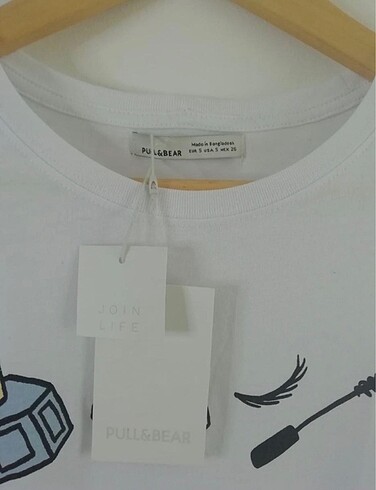 PULL&BEAR
Made in Bangladesh
EUR S USA S MEX 26
JOIN
LIFE
PULL&BEAR